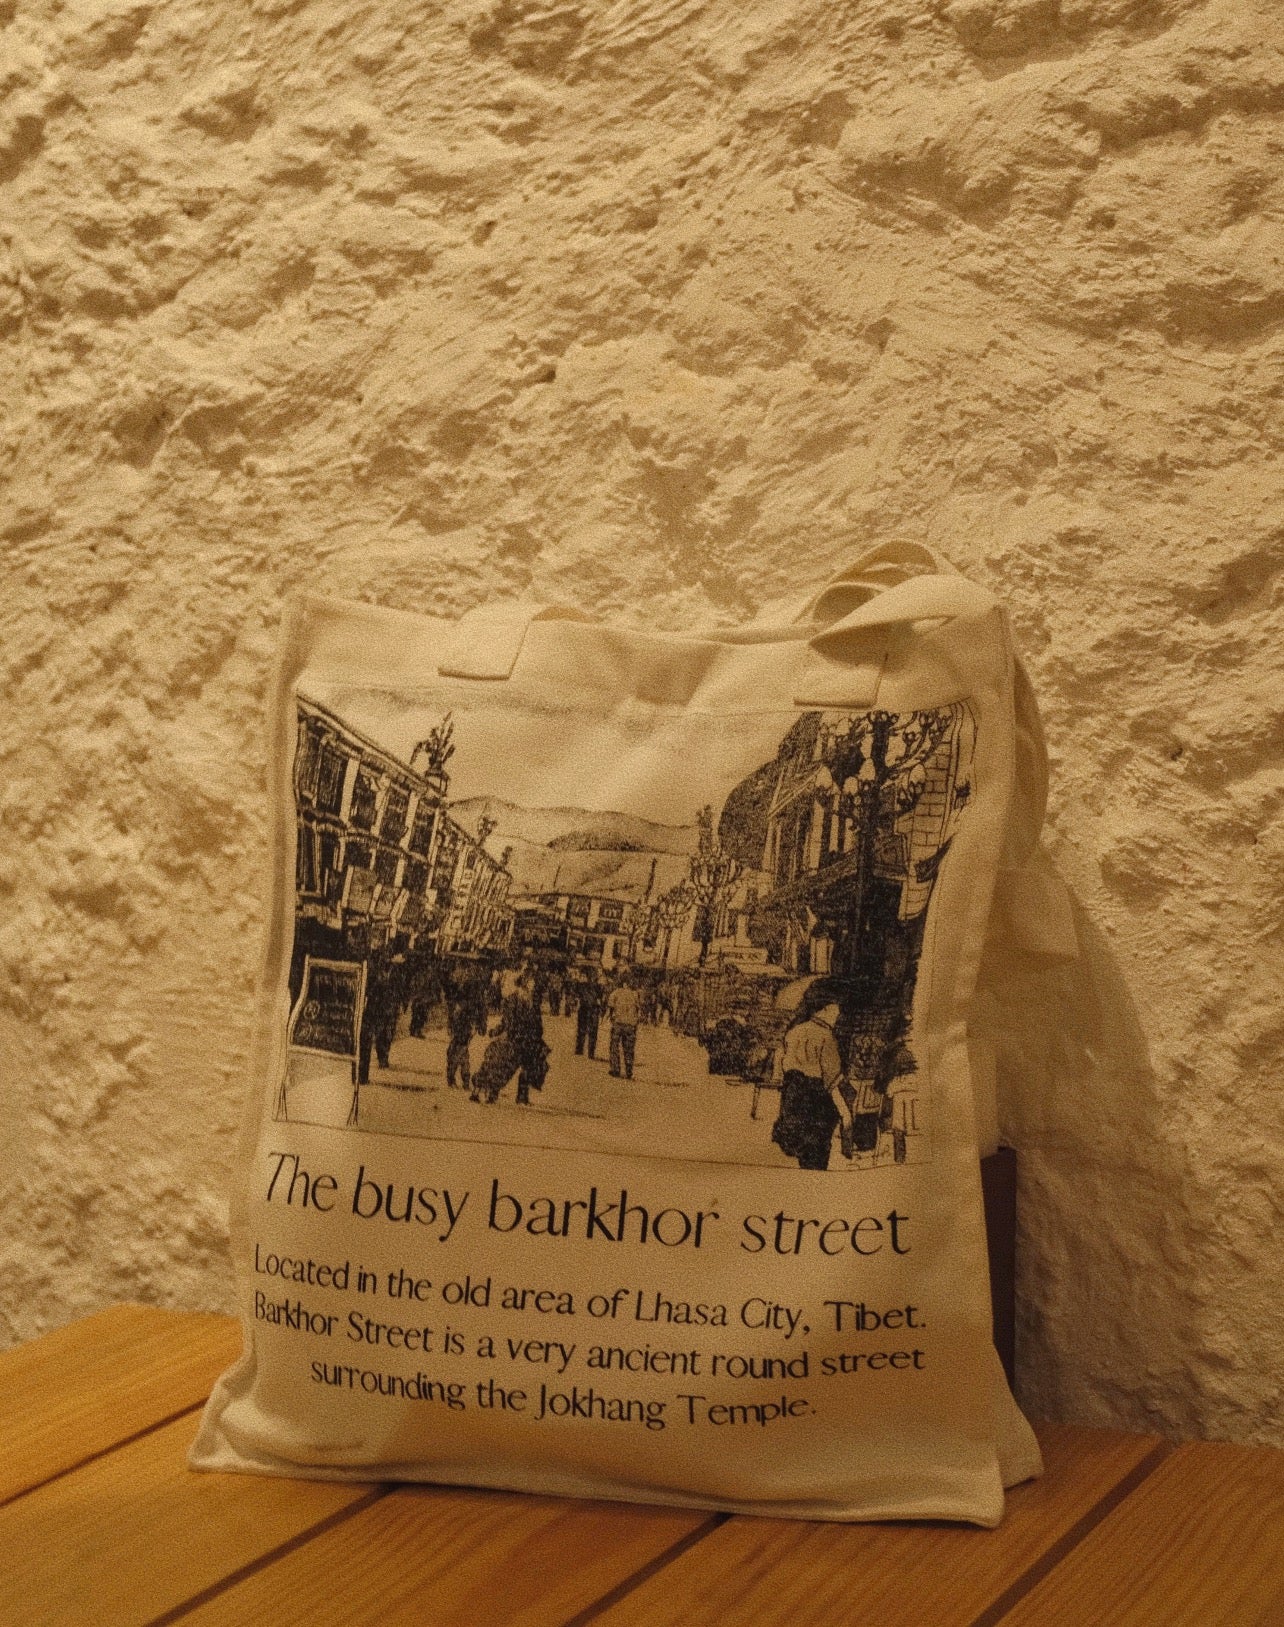 The busy barkhor street
Located in the old area of Lhasa City, Tibet.
Barkhor Street is a very ancient round street
surrounding the Jokhang Temple.